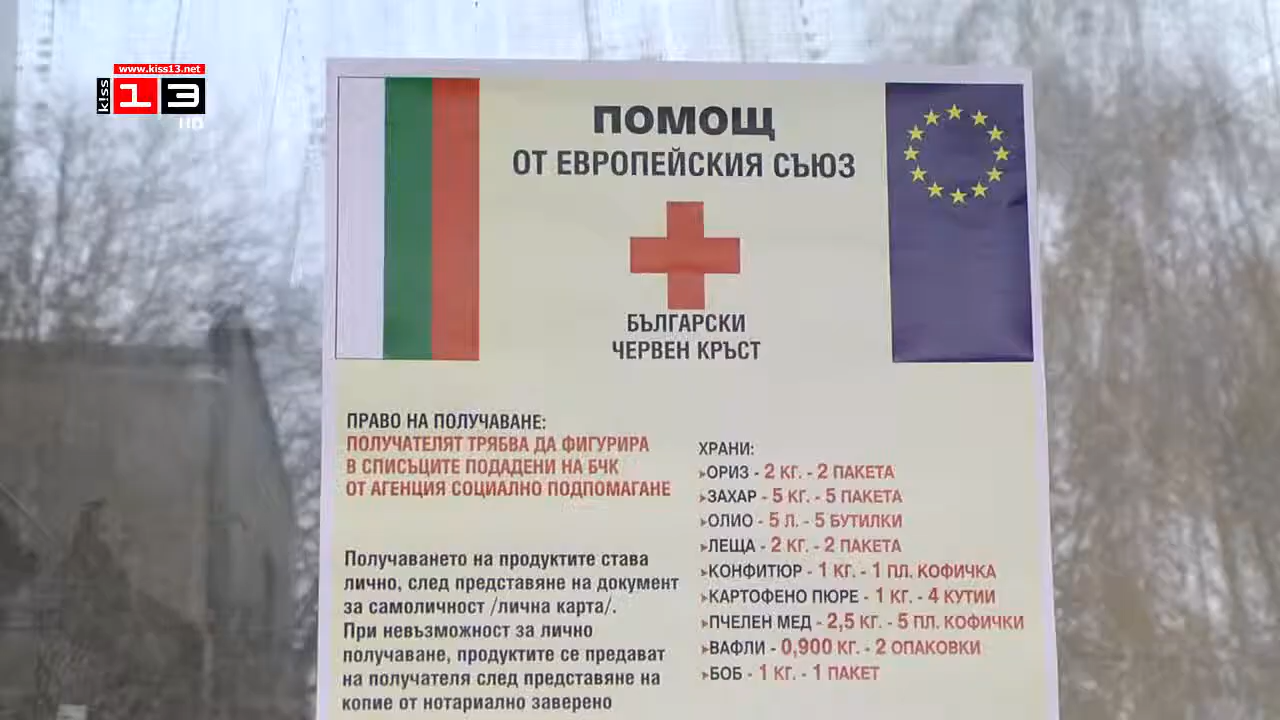 www.kiss13.net
kiss
13
HD
ПОМОЩ
ОТ ЕВРОПЕЙСКИЯ СЪЮЗ
БЪЛГАРСКИ
ЧЕРВЕН КРЪСТ
ПРАВО НА ПОЛУЧАВАНЕ:
ПОЛУЧАТЕЛЯТ ТРЯБВА ДА ФИГУРИРА
В СПИСЪЦИТЕ ПОДАДЕНИ НА БЧК
ОТ АГЕНЦИЯ СОЦИАЛНО ПОДПОМАГАНЕ
Получаването на продуктите става
лично, след представяне на документ
за самоличност /лична карта/.
При невъзможност за лично
получаване, продуктите се предават
на получателя след представяне на
копие от нотариално заверено
ХРАНИ:
ОРИЗ - 2 КГ. - 2 ПАКЕТА
ЗАХАР - 5 КГ. - 5 ПАКЕТА
ОЛИО - 5 Л. - 5 БУТИЛКИ
ЛЕЩА - 2 КГ. - 2 ПАКЕТА
КОНФИТЮР - 1 КГ. - 1 ПЛ. КОФИЧКА
КАРТОФЕНО ПЮРЕ - 1 КГ. - 4 КУТИИ
ПЧЕЛЕН МЕД - 2,5 КГ. - 5 ПЛ. КОФИЧКИ
ВАФЛИ - 0,900 КГ. - 2 ОПАКОВКИ
БОБ - 1 КГ. - 1 ПАКЕТ